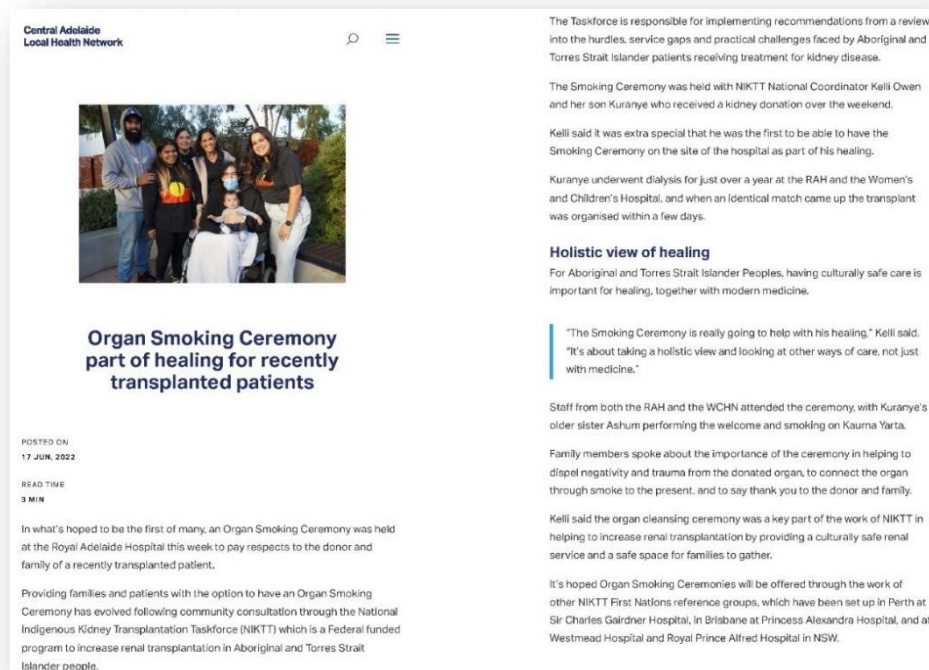 Central Adelaide
Local Health Network
Organ Smoking Ceremony
part of healing for recently
transplanted patients
POSTED ON
17 JUN, 2022
READ TIME
3 MIN
In what's hoped to be the first of many, an Organ Smoking Ceremony was held
at the Royal Adelaide Hospital this week to pay respects to the donor and
family of a recently transplanted patient.
Providing families and patients with the option to have an Organ Smoking
Ceremony has evolved following community consultation through the National
Indigenous Kidney Transplantation Taskforce (NIKTT) which is a Federal funded
program to increase renal transplantation in Aboriginal and Torres Strait
Islander people.
The Taskforce is responsible for implementing recommendations from a review
into the hurdles, service gaps and practical challenges faced by Aboriginal and
Torres Strait Islander patients receiving treatment for kidney disease.
The Smoking Ceremony was held with NIKTT National Coordinator Kelli Owen
and her son Kuranye who received a kidney donation over the weekend.
Kelli said it was extra special that he was the first to be able to have the
Smoking Ceremony on the site of the hospital as part of his healing.
Kuranye underwent dialysis for just over a year at the RAH and the Women's
and Children's Hospital, and when an identical match came up the transplant
was organised within a few days.
Holistic view of healing
For Aboriginal and Torres Strait Islander Peoples, having culturally safe care is
important for healing, together with modern medicine.
"The Smoking Ceremony is really going to help with his healing," Kelli said.
"It's about taking a holistic view and looking at other ways of care, not just
with medicine."
Staff from both the RAH and the WCHN attended the ceremony, with Kuranye's
older sister Ashum performing the welcome and smoking on Kaurna Yarta.
Family members spoke about the importance of the ceremony in helping to
dispel negativity and trauma from the donated organ, to connect the organ
through smoke to the present, and to say thank you to the donor and family.
Kelli said the organ cleansing ceremony was a key part of the work of NIKTT in
helping to increase renal transplantation by providing a culturally safe renal
service and a safe space for families to gather.
It's hoped Organ Smoking Ceremonies will be offered through the work of
other NIKTT First Nations reference groups, which have been set up in Perth at
Sir Charles Gairdner Hospital, in Brisbane at Princess Alexandra Hospital, and at
Westmead Hospital and Royal Prince Alfred Hospital in NSW.